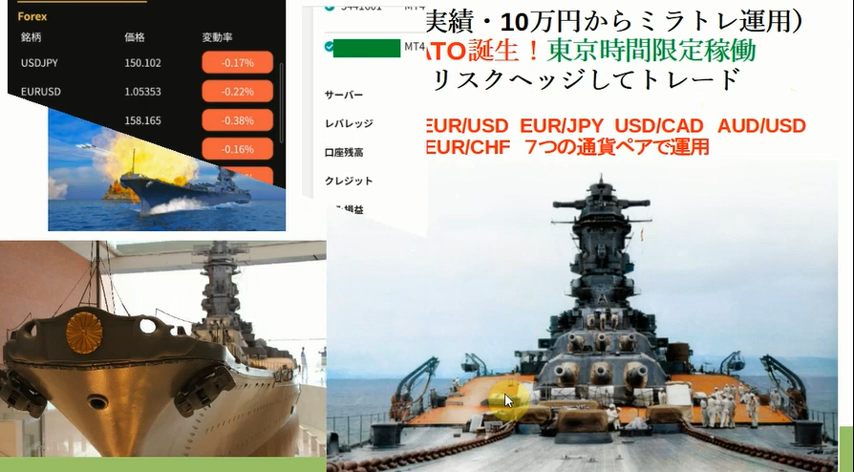 Forex
銘柄 価格 変動率
USDJPY 150.102 -0.17%
EURUSD 1.05353 -0.22%
158.165 -0.38%
-0.16%
MT4
MT4
サーバー
レバレッジ
口座残高
クレジット
実績・10万円からミラトレ運用）
ATO誕生！東京時間限定稼働
リスクヘッジしてトレード
EUR/USD EUR/JPY USD/CAD AUD/USD
EUR/CHF 7つの通貨ペアで運用